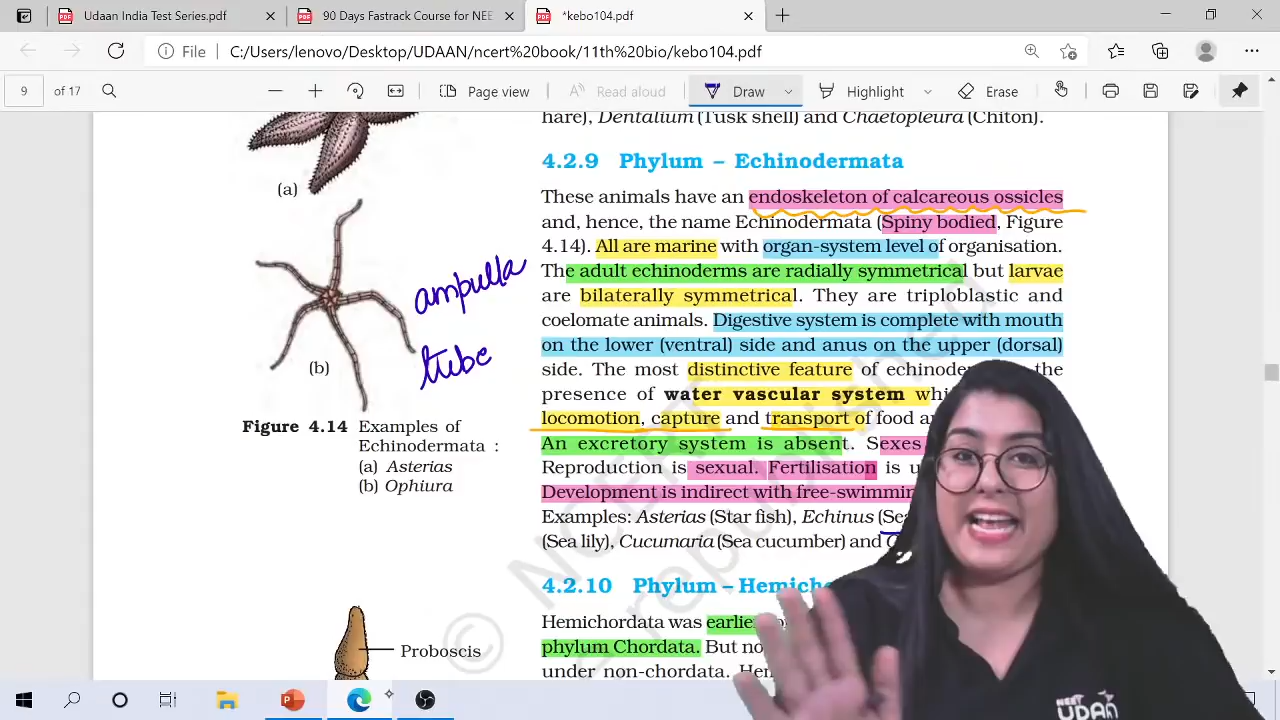 Udaan India Test Series.pdf
90 Days Fastrack Course for NEE
*kebo104.pdf
File
C:/Users/lenovo/Desktop/UDAAN/ncert%20book/11th%20bio/kebo104.pdf
9 of 17
Page view
Read aloud
Draw
Highlight
Erase
hare), Dentalium (Tusk shell) and Chaetopleura (Chiton).
4.2.9 Phylum – Echinodermata
These animals have an endoskeleton of calcareous ossicles
and, hence, the name Echinodermata (Spiny bodied, Figure
4.14). All are marine with organ-system level of organisation.
The adult echinoderms are radially symmetrical but larvae
are bilaterally symmetrical. They are triploblastic and
coelomate animals. Digestive system is complete with mouth
on the lower (ventral) side and anus on the upper (dorsal)
side. The most distinctive feature of the
presence of water vascular system
locomotion, capture and transport of food
An excretory system is absent. Sexes
Reproduction is sexual. Fertilisation is
Development is indirect with
Examples: Asterias (Star fish), Echinus
(Sea lily), Cucumaria (Sea cucumber) and
4.2.10 Phylum –
Hemichordata was
phylum Chordata. But
under non-chordata.
(a)
ampulla
tube
(b)
Figure 4.14 Examples of
Echinodermata :
(a) Asterias
(b) Ophiura
Proboscis
© NCERT
republished
NEET
UDAAN